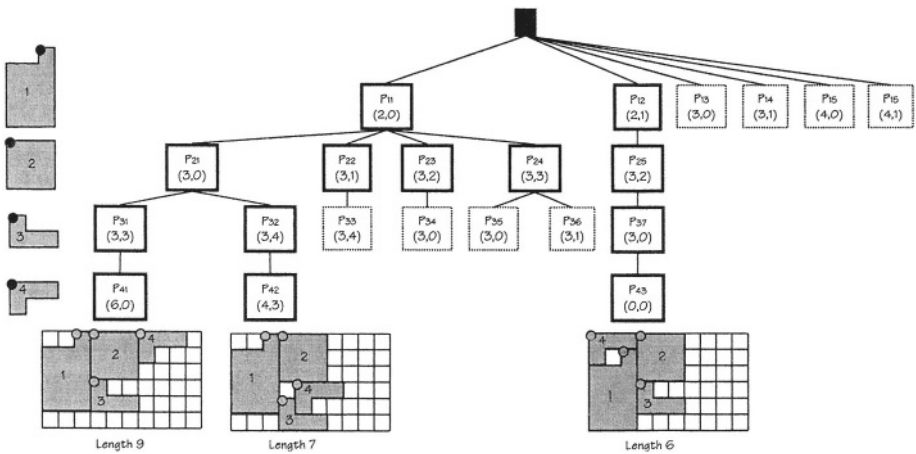 P11
(2,0)
P12
(2,1)
P13
(3,0)
P14
(3,1)
P15
(4,0)
P15
(4,1)
1
P21
(3,0)
P22
(3,1)
P23
(3,2)
P24
(3,3)
P25
(3,2)
2
P31
(3,3)
P32
(3,4)
P33
(3,4)
P34
(3,0)
P35
(3,0)
P36
(3,1)
P37
(3,0)
3
P41
(6,0)
P42
(4,3)
P43
(0,0)
4
1 2 4 3
1 2 4 3
4 2 1 3
Length 9
Length 7
Length 6